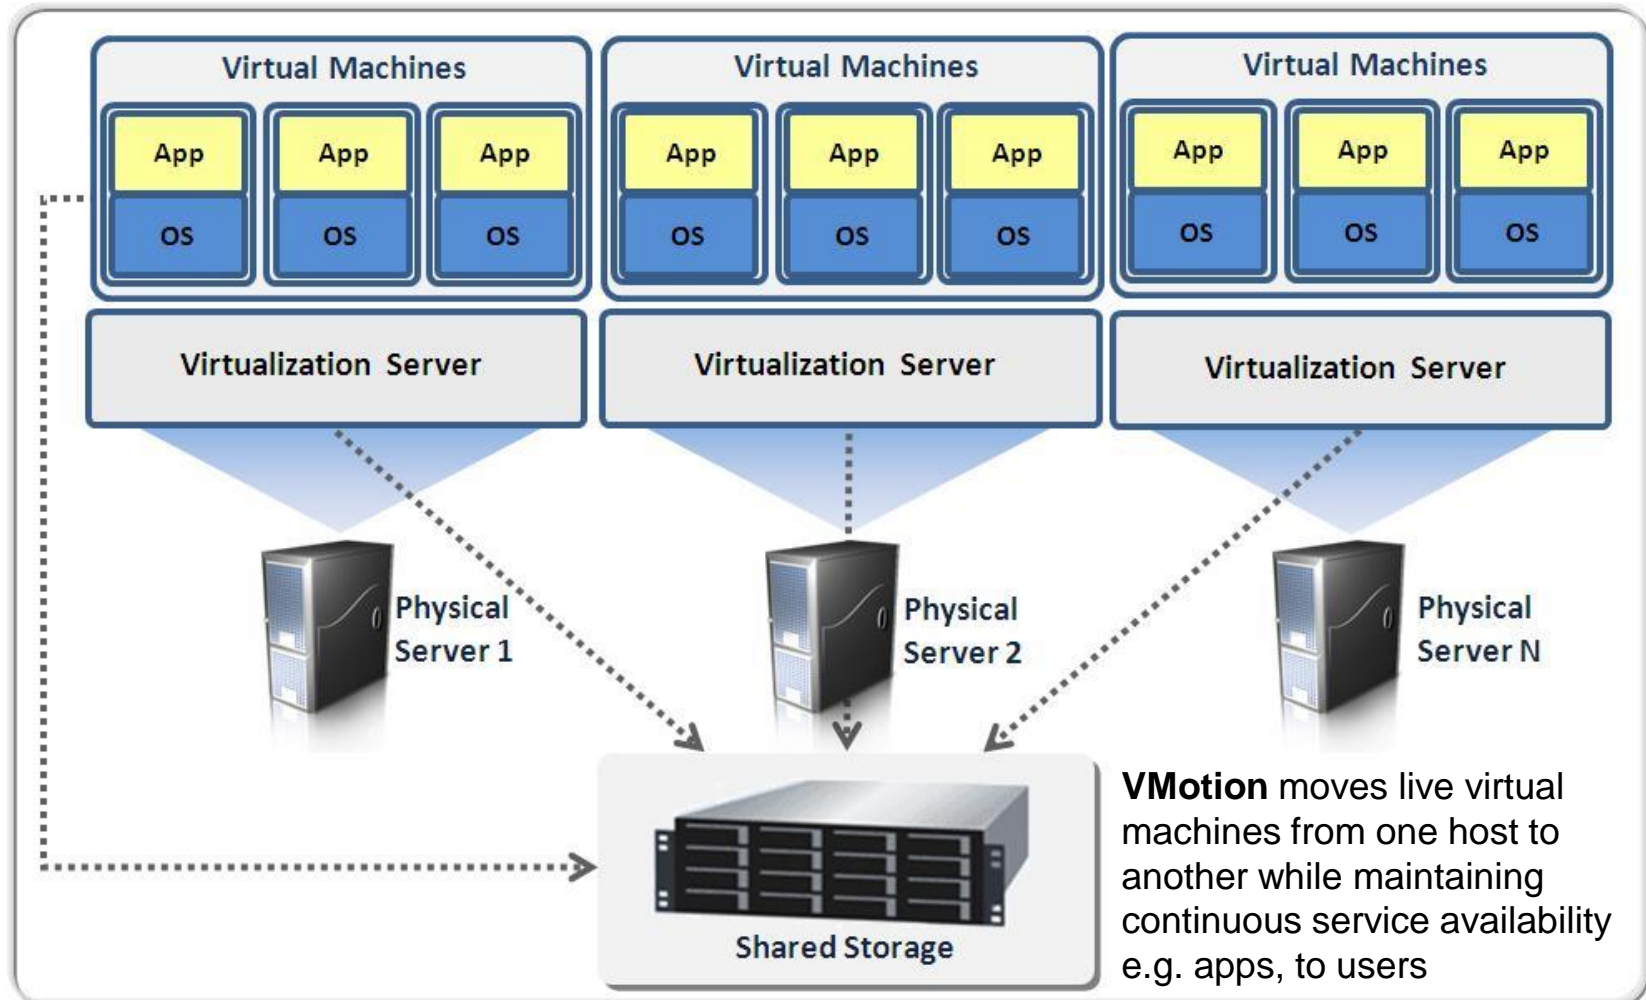 Virtual Machines
App App App
OS OS OS
Virtualization Server
Virtual Machines
App App App
OS OS OS
Virtualization Server
Virtual Machines
App App App
OS OS OS
Virtualization Server
Physical
Server 1
Physical
Server 2
Physical
Server N
Shared Storage
VMotion moves live virtual
machines from one host to
another while maintaining
continuous service availability
e.g. apps, to users